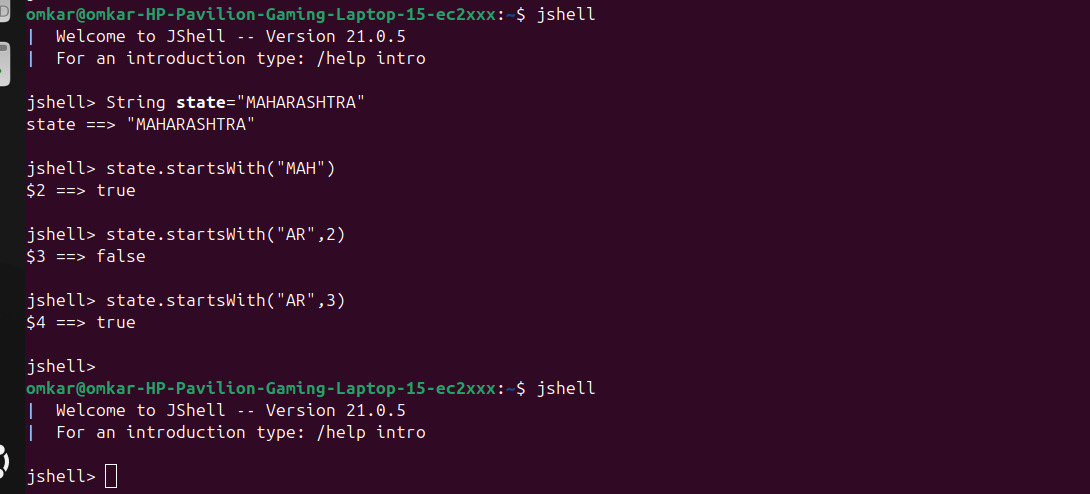 omkar@omkar-HP-Pavilion-Gaming-Laptop-15-ec2xxx:~$ jshell
|  Welcome to JShell -- Version 21.0.5
|  For an introduction type: /help intro
jshell> String state="MAHARASHTRA"
state ==> "MAHARASHTRA"
jshell> state.startsWith("MAH")
$2 ==> true
jshell> state.startsWith("AR",2)
$3 ==> false
jshell> state.startsWith("AR",3)
$4 ==> true
jshell>
omkar@omkar-HP-Pavilion-Gaming-Laptop-15-ec2xxx:~$ jshell
|  Welcome to JShell -- Version 21.0.5
|  For an introduction type: /help intro
jshell>